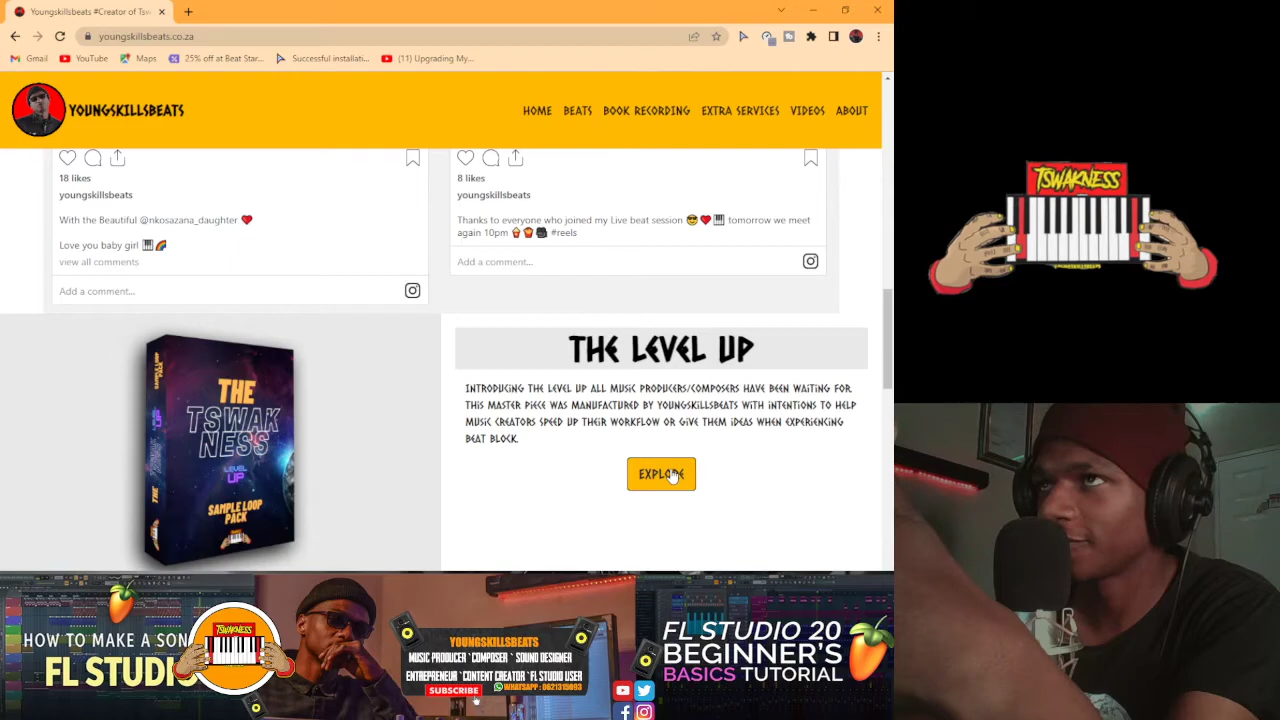 Youngskillsbeats #Creator of Tsw
youngskillsbeats.co.za
Gmail
YouTube
Maps
25% off at Beat Star...
Successful installati...
(11) Upgrading My...
YOUNGSKILLSBEATS
HOME
BEATS
BOOK RECORDING
EXTRA SERVICES
VIDEOS
ABOUT
18 likes
youngskillsbeats
With the Beautiful @nkosazana_daughter ❤️
Love you baby girl 🎹🌈
view all comments
Add a comment...
8 likes
youngskillsbeats
Thanks to everyone who joined my Live beat session 😎❤️🎹 tomorrow we meet
again 10pm 🍿 #reels
Add a comment...
THE
TSWAK
NESS
LEVEL
UP
SAMPLE LOOP
PACK
THE LEVEL UP
INTRODUCING THE LEVEL UP ALL MUSIC PRODUCERS/COMPOSERS HAVE BEEN WAITING FOR.
THIS MASTER PIECE WAS MANUFACTURED BY YOUNGSKILLSBEATS WITH INTENTIONS TO HELP
MUSIC CREATORS SPEED UP THEIR WORKFLOW OR GIVE THEM IDEAS WHEN EXPERIENCING
BEAT BLOCK.
EXPLORE
TSWAKNESS
HOW TO MAKE A SON
FL STUDI
TSWAKNESS
YOUNGSKILLSBEATS
MUSIC PRODUCER *COMPOSER * SOUND DESIGNER
ENTREPRENEUR *CONTENT CREATOR *FL STUDIO USER
SUBSCRIBE
WHATSAPP : 0621319093
FL STUDIO 20
BEGINNER'S
BASICS TUTORIAL